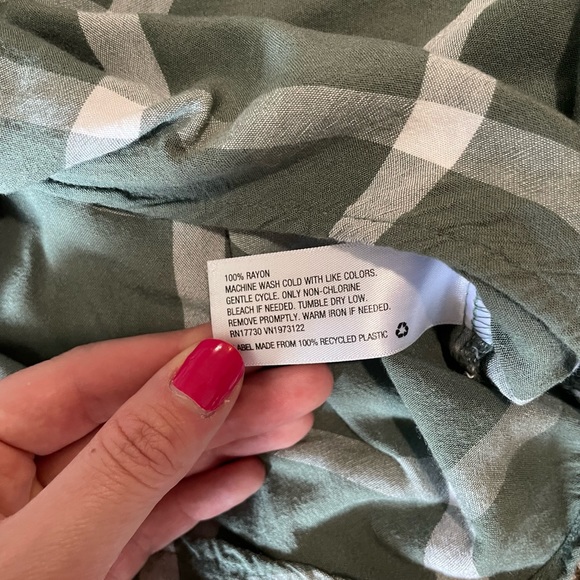 100% RAYON
MACHINE WASH COLD WITH LIKE COLORS.
GENTLE CYCLE. ONLY NON-CHLORINE
BLEACH IF NEEDED. TUMBLE DRY LOW.
REMOVE PROMPTLY. WARM IRON IF NEEDED.
RN17730 VN1973122
LABEL MADE FROM 100% RECYCLED PLASTIC